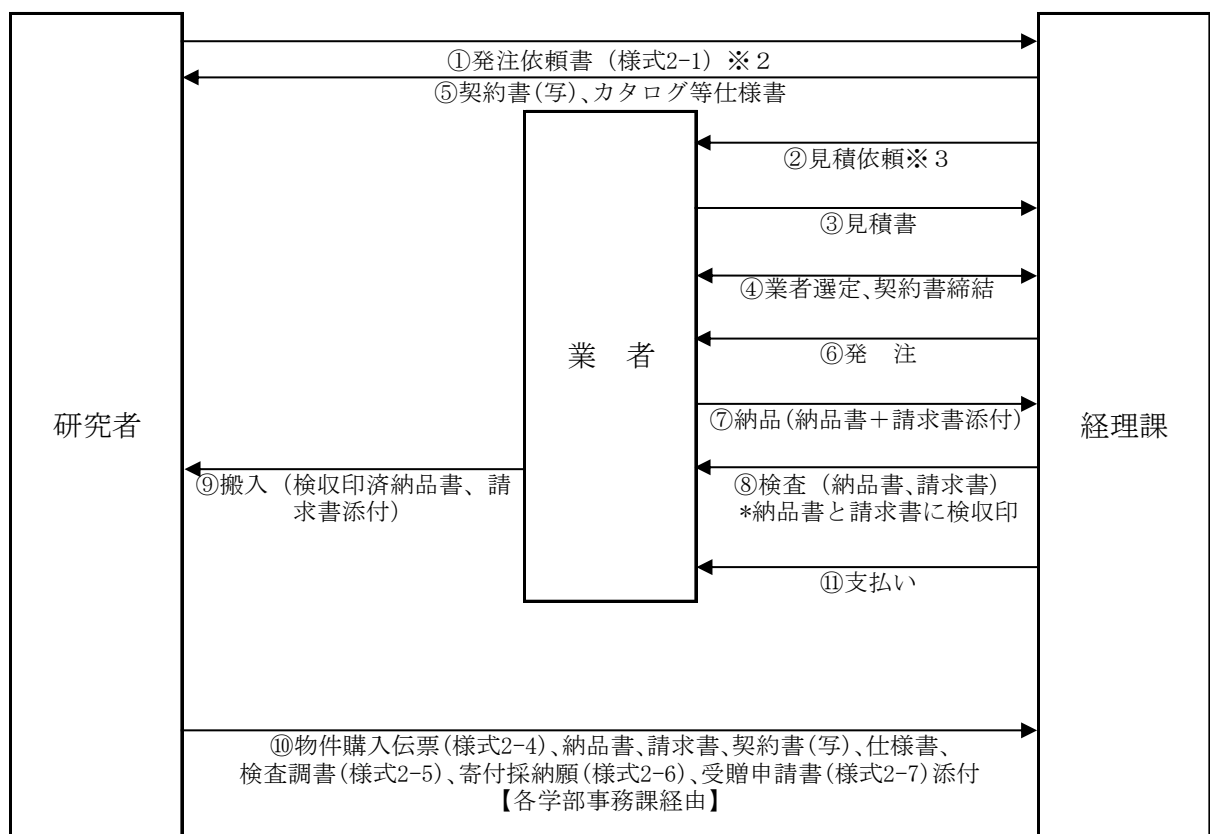 ①発注依頼書（様式2-1）※２
⑤契約書(写)、カタログ等仕様書
②見積依頼※３
③見積書
④業者選定、契約書締結
業　者
⑥発　注
研究者
⑦納品(納品書＋請求書添付)
経理課
⑨搬入（検収印済納品書、請
求書添付）
⑧検査（納品書、請求書）
*納品書と請求書に検収印
⑪支払い
⑩物件購入伝票(様式2-4)、納品書、請求書、契約書(写)、仕様書、
検査調書(様式2-5)、寄付採納願(様式2-6)、受贈申請書(様式2-7)添付
【各学部事務課経由】